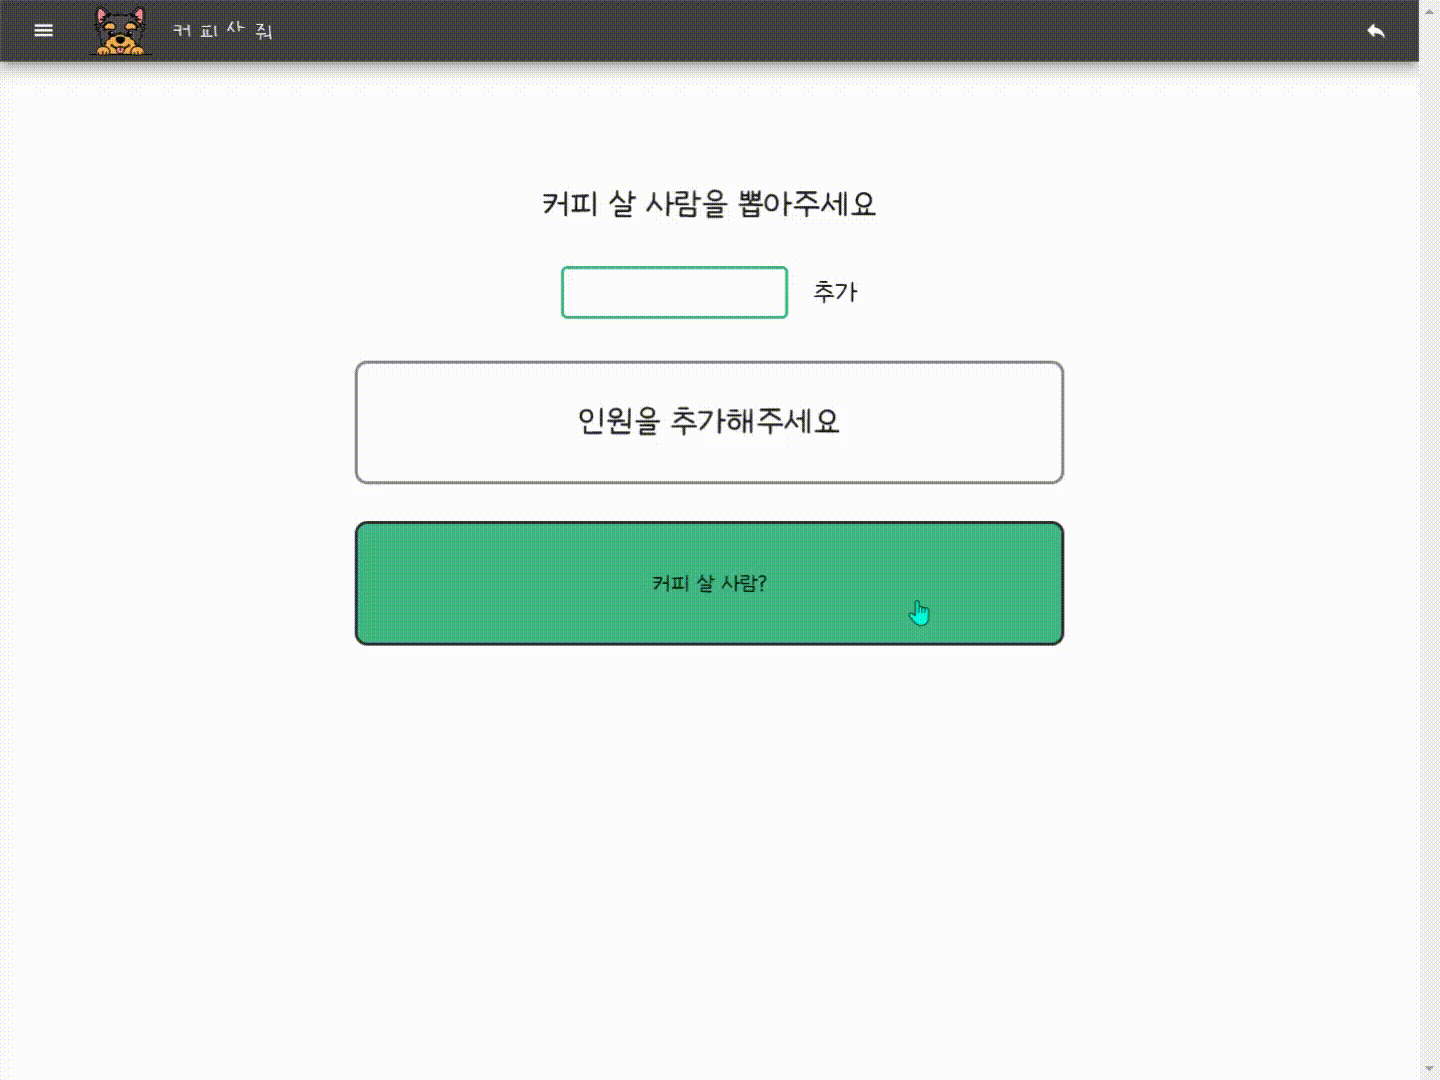 커피사줘
커피 살 사람을 뽑아주세요
추가
인원을 추가해주세요
커피 살 사람?